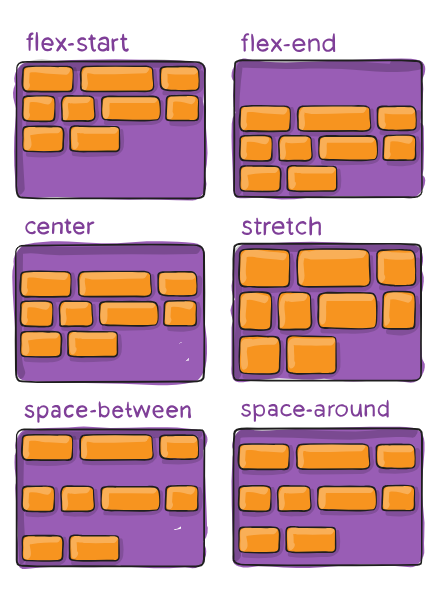 flex-start
flex-end
center
stretch
space-between
space-around